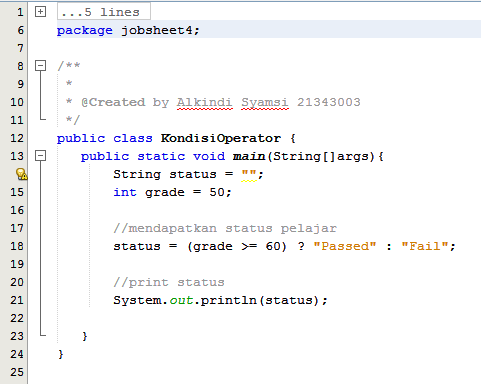 1 ...5 lines
6 package jobsheet4;
7
8 /**
9 *
10 * @Created by Alkindi Syamsi 21343003
11 */
12 public class KondisiOperator {
13 public static void main(String[]args){
String status = "";
15 int grade = 50;
16
17 //mendapatkan status pelajar
18 status = (grade >= 60) ? "Passed" : "Fail";
19
20 //print status
21 System.out.println(status);
22
23 }
24 }
25